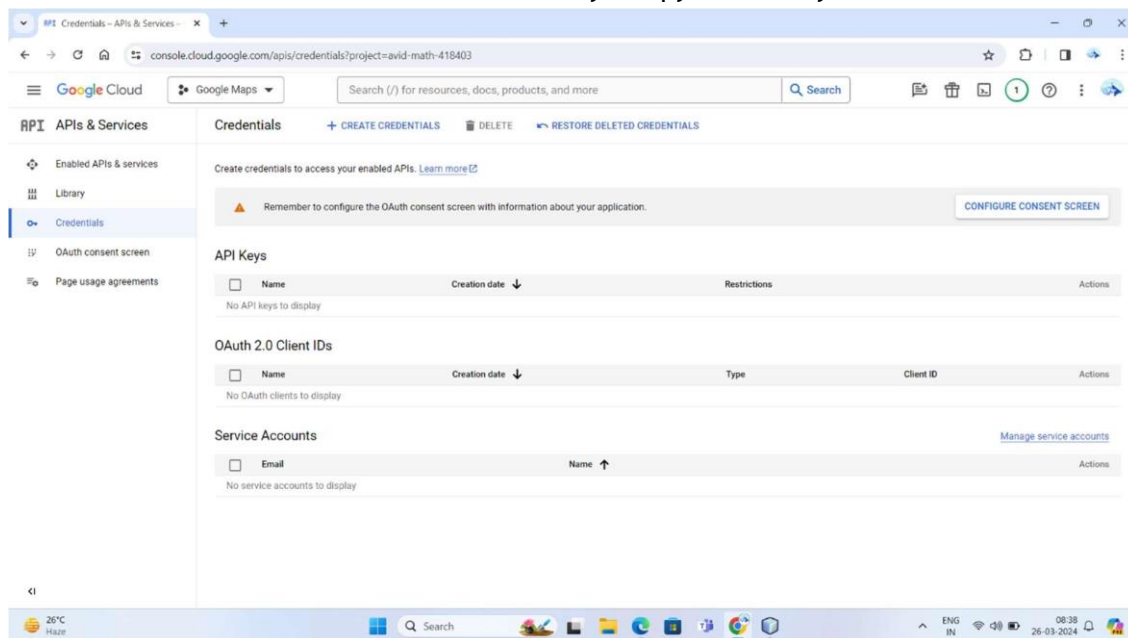 API Credentials – APIs & Services –
console.cloud.google.com/apis/credentials?project=avid-math-418403
Google Cloud Google Maps Search (/) for resources, docs, products, and more Search 1
API APIs & Services Credentials + CREATE CREDENTIALS DELETE RESTORE DELETED CREDENTIALS
Enabled APIs & services
Library
Credentials
OAuth consent screen
Page usage agreements
Create credentials to access your enabled APIs. Learn more
Remember to configure the OAuth consent screen with information about your application. CONFIGURE CONSENT SCREEN
API Keys
Name Creation date Restrictions Actions
No API keys to display
OAuth 2.0 Client IDs
Name Creation date Type Client ID Actions
No OAuth clients to display
Service Accounts Manage service accounts
Email Name Actions
No service accounts to display
26°C
Haze
Search
ENG
IN
08:38
26-03-2024